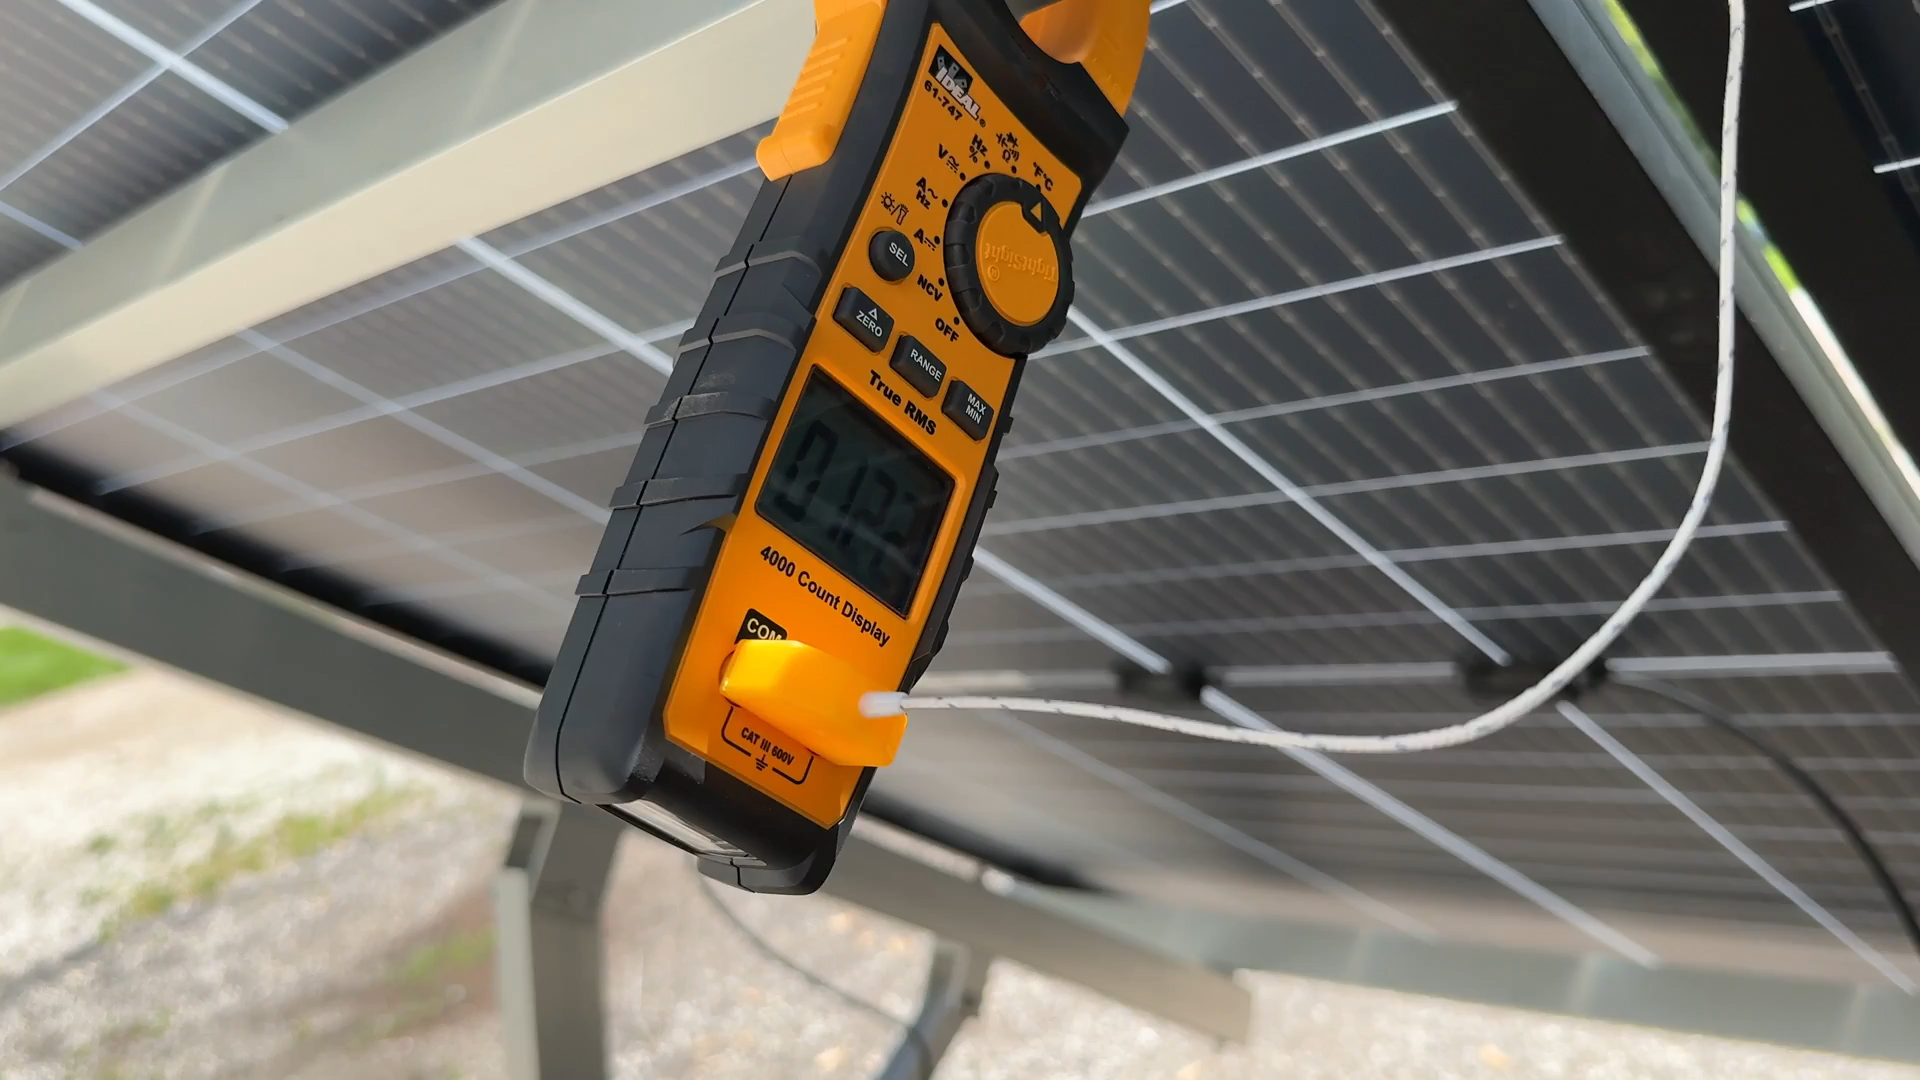 IDEAL®
61-747
Hz
%
Ω
°F°C
V
A~
Hz
A
SEL
NCV
OFF
TightSight®
Δ
ZERO
RANGE
MAX
MIN
True RMS
4000 Count Display
COM
CAT III 600V